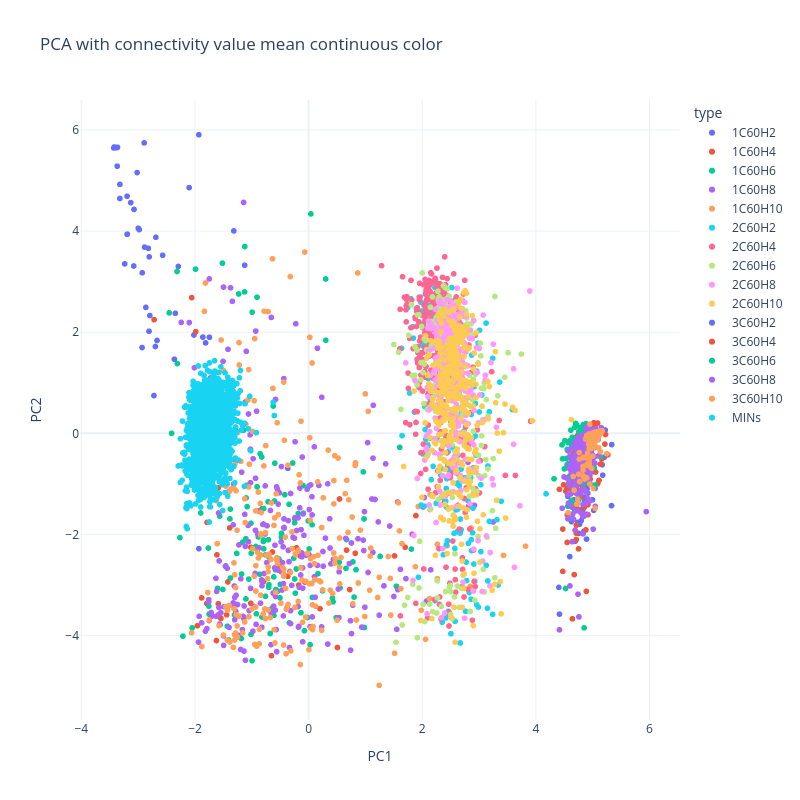 PCA with connectivity value mean continuous color
type
1C60H2
1C60H4
1C60H6
1C60H8
1C60H10
2C60H2
2C60H4
2C60H6
2C60H8
2C60H10
3C60H2
3C60H4
3C60H6
3C60H8
3C60H10
MINs
6
4
2
0
−2
−4
PC2
−4
−2
0
2
4
6
PC1